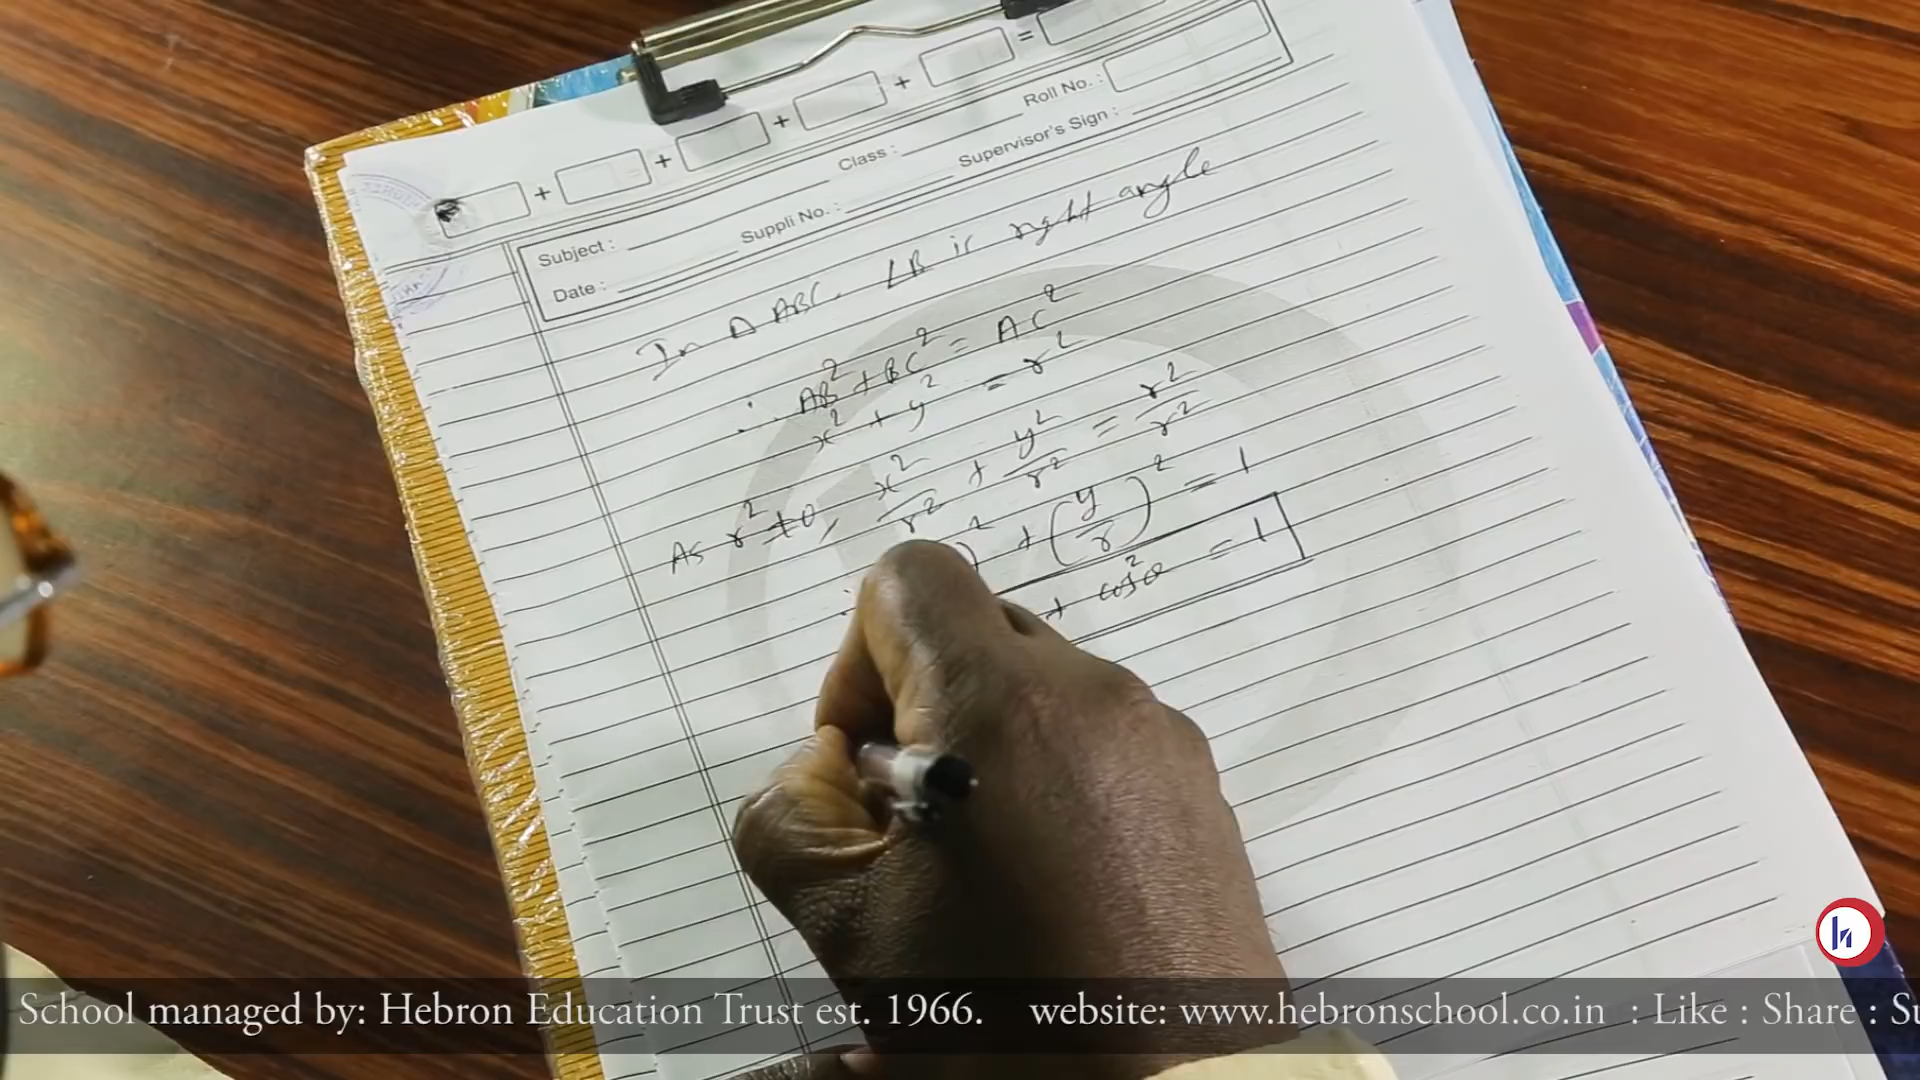 + + + + =
Class : Roll No. :
Subject : Suppli No. : Supervisor's Sign :
Date :
In Δ ABC, ∠B is right angle
∴ AB² + BC² = AC²
x² + y² = r²
As r² ≠ 0, x²/r² + y²/r² = r²/r²
)² + (y/r)² = 1
+ cos²θ = 1
h
School managed by: Hebron Education Trust est. 1966. website: www.hebronschool.co.in : Like : Share : Su